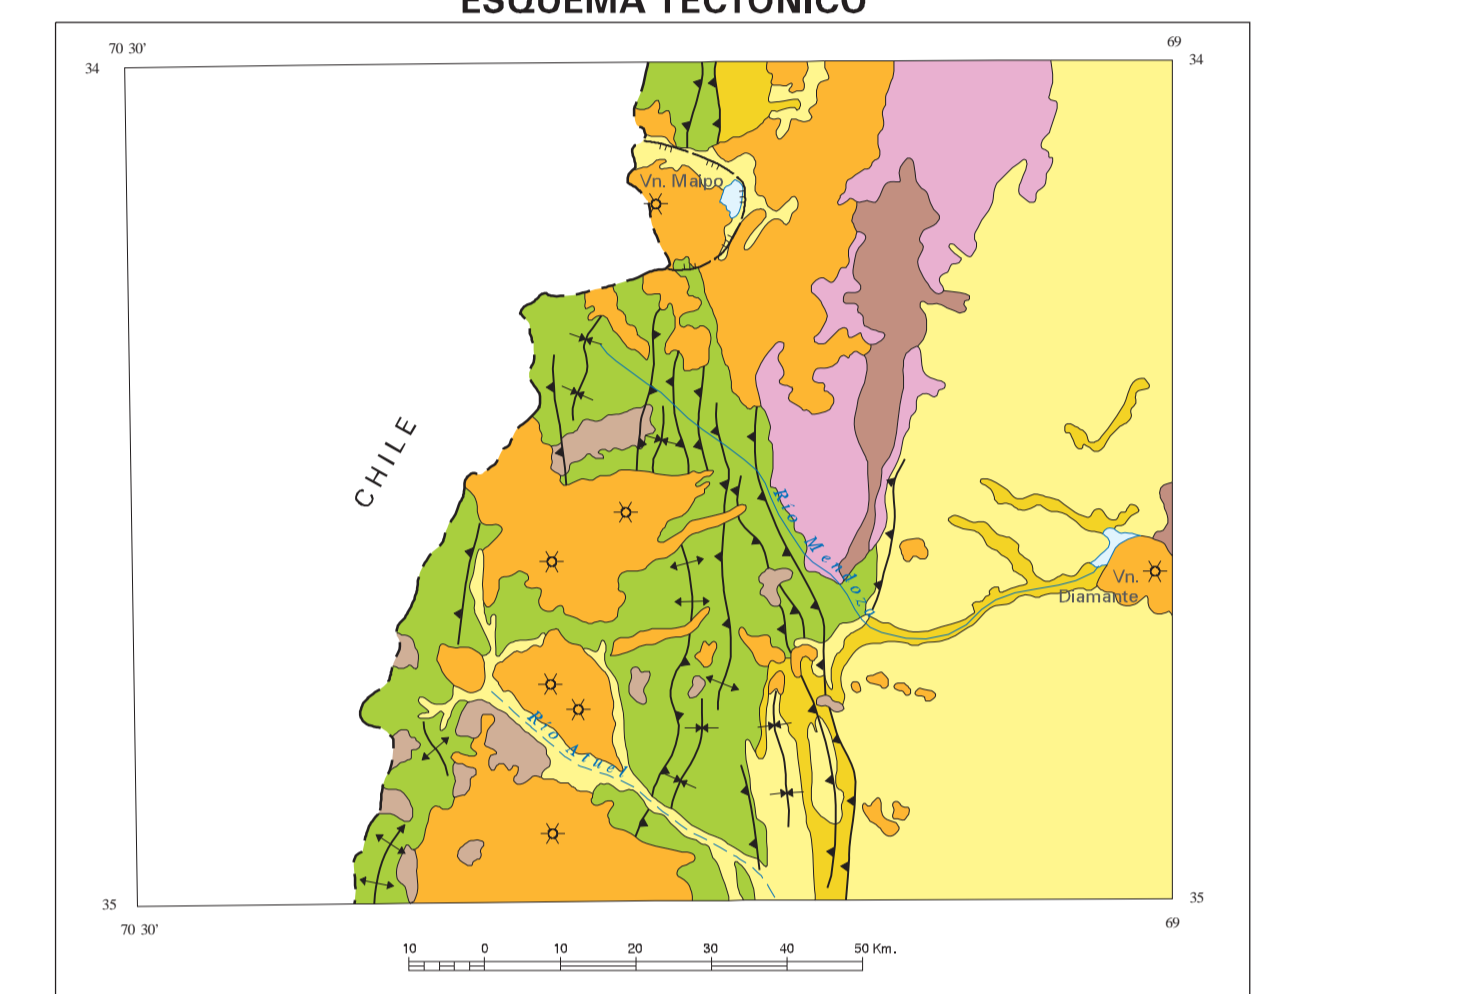 ESQUEMA TECTONICO
70 30'
69
34
34
Vn. Maipo
CHILE
Río Mendoza
Vn.
Diamante
Río Atuel
35
35
70 30'
69
10 0 10 20 30 40 50 Km.